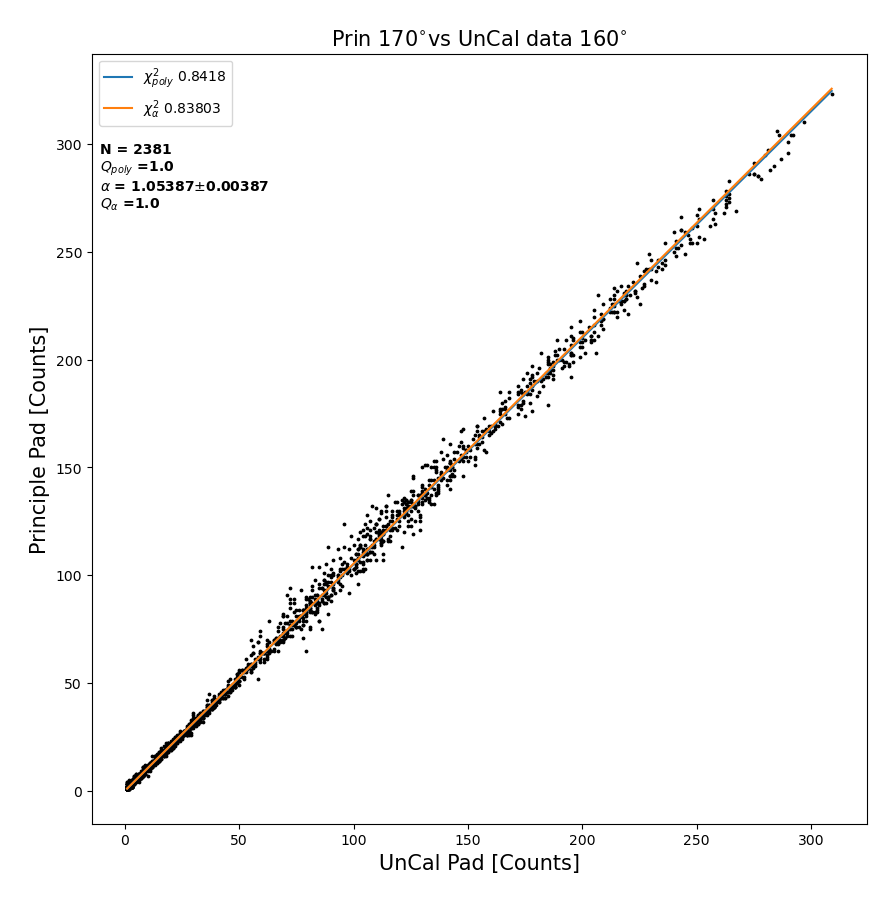 Prin 170°vs UnCal data 160°
χ²poly 0.8418
χ²α 0.83803
N = 2381
Qpoly =1.0
α = 1.05387±0.00387
Qα =1.0
300
250
200
150
100
50
0
Principle Pad [Counts]
0 50 100 150 200 250 300
UnCal Pad [Counts]